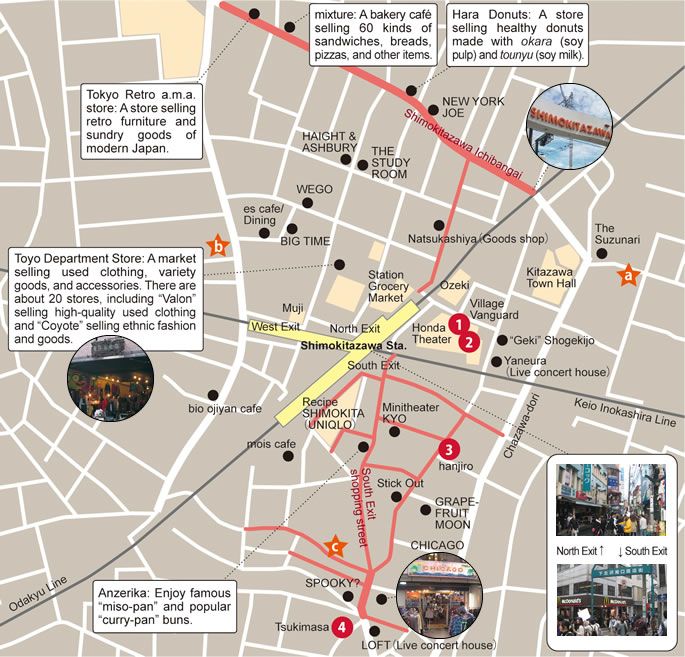 mixture: A bakery café
selling 60 kinds of
sandwiches, breads,
pizzas, and other items.
Hara Donuts: A store
selling healthy donuts
made with okara (soy
pulp) and tounyu (soy milk).
Tokyo Retro a.m.a.
store: A store selling
retro furniture and
sundry goods of
modern Japan.
NEW YORK
JOE
SHIMOKITAZAWA
Shimokitazawa Ichibangai
HAIGHT &
ASHBURY
THE
STUDY
ROOM
WEGO
es cafe/
Dining
BIG TIME
Natsukashiya (Goods shop)
The
Suzunari
a
b
Toyo Department Store: A market
selling used clothing, variety
goods, and accessories. There are
about 20 stores, including “Valon”
selling high-quality used clothing
and “Coyote” selling ethnic fashion
and goods.
Station
Grocery
Market
Ozeki
Kitazawa
Town Hall
Muji
West Exit
North Exit
Shimokitazawa Sta.
South Exit
Honda
Theater
1
2
Village
Vanguard
“Geki” Shogekijo
Yaneura
(Live concert house)
Keio Inokashira Line
Chazawa-dori
bio ojiyan cafe
Recipe
SHIMOKITA
(UNIQLO)
Minitheater
KYO
mois cafe
3
hanjiro
South Exit
shopping street
Stick Out
GRAPE-
FRUIT
MOON
c
CHICAGO
CHICAGO
North Exit ↑ ↓ South Exit
McDonald's
McDonald's
Odakyu Line
Anzerika: Enjoy famous
“miso-pan” and popular
“curry-pan” buns.
SPOOKY?
Tsukimasa
4
LOFT (Live concert house)